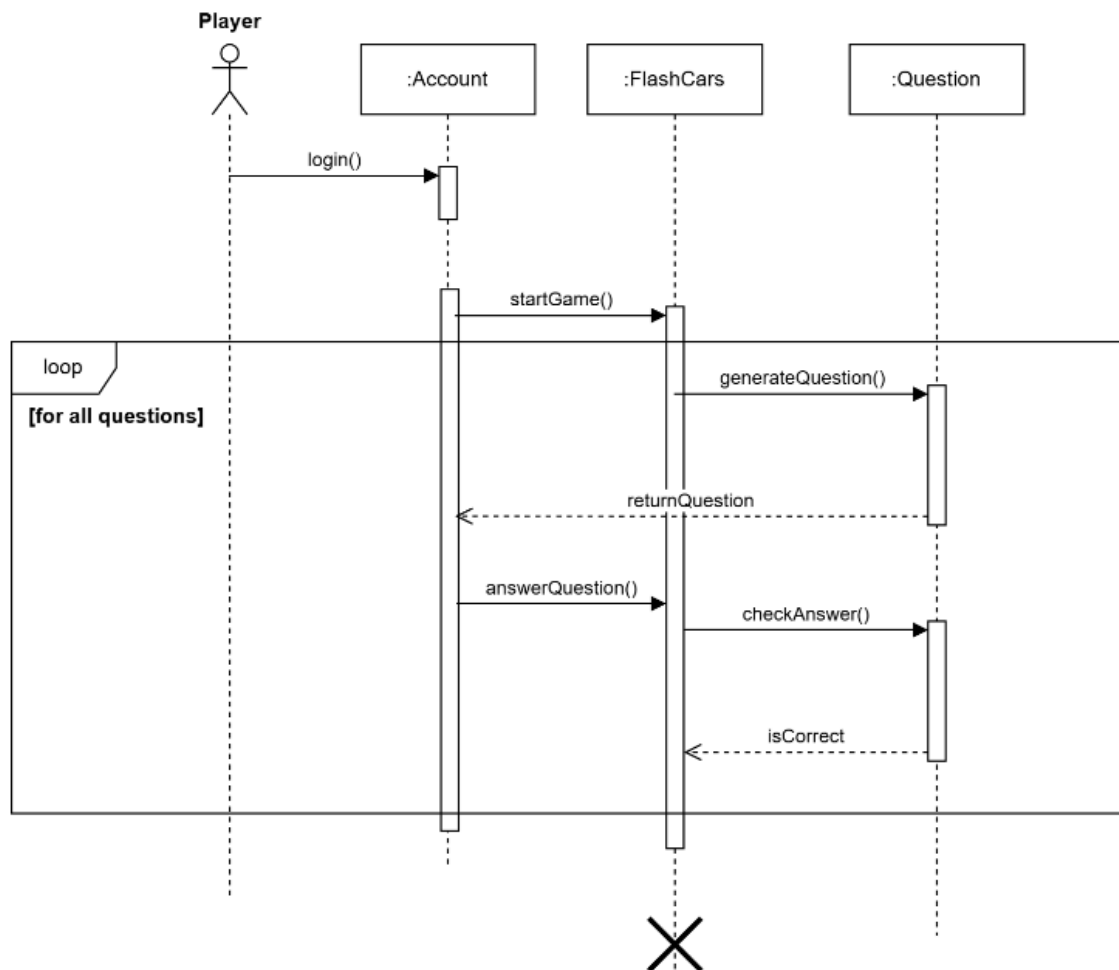 Player
:Account
:FlashCars
:Question
login()
startGame()
loop
generateQuestion()
[for all questions]
returnQuestion
answerQuestion()
checkAnswer()
isCorrect